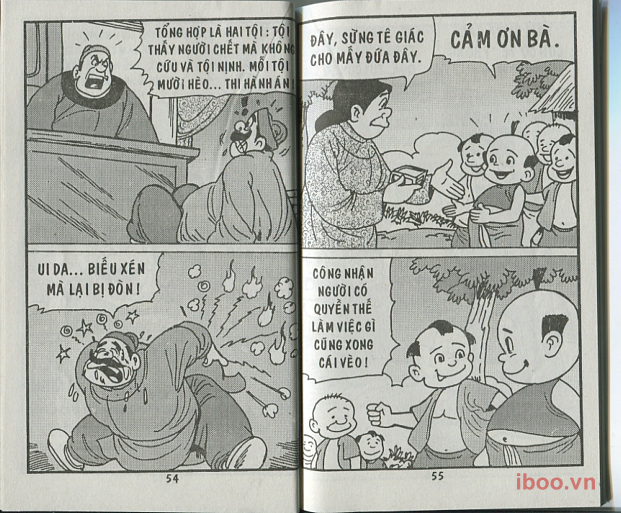 TỔNG HỢP LÀ HAI TỘI : TỘI
THẤY NGƯỜI CHẾT MÀ KHÔNG
CỨU VÀ TỘI NỊNH. MỖI TỘI
MƯỜI HÈO... THI HÀNH ÁN !
UI DA... BIẾU XÉN
MÀ LẠI BỊ ĐÒN !
54
ĐÂY, SỪNG TÊ GIÁC
CHO MẤY ĐỨA ĐÂY.
CẢM ƠN BÀ.
CÔNG NHẬN
NGƯỜI CÓ
QUYỀN THẾ
LÀM VIỆC GÌ
CŨNG XONG
CÁI VÈO !
55
iboo.vn